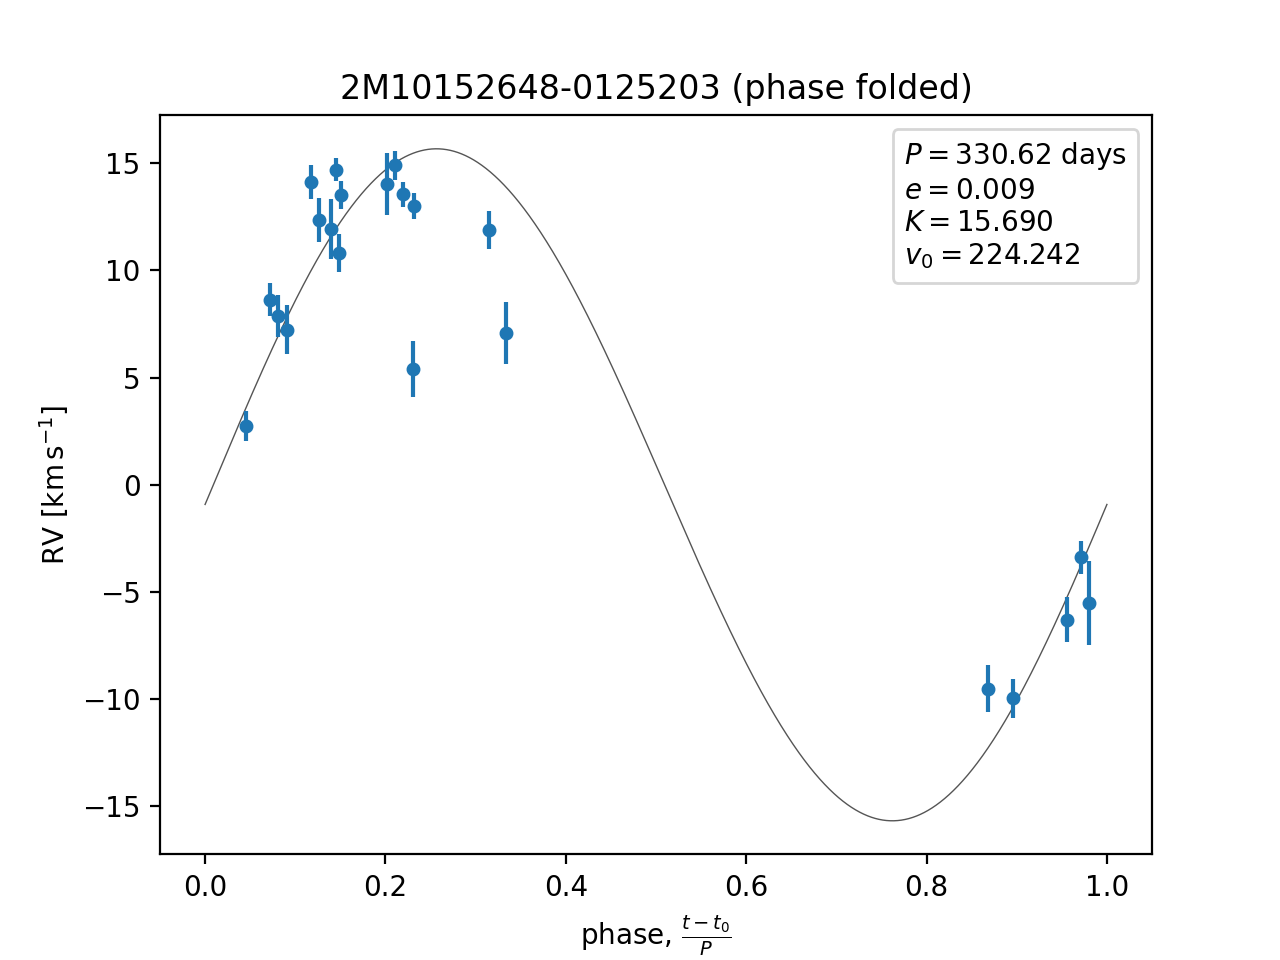 2M10152648-0125203 (phase folded)
P = 330.62 days
e = 0.009
K = 15.690
v₀ = 224.242
15
10
5
0
−5
−10
−15
RV [km s⁻¹]
0.0 0.2 0.4 0.6 0.8 1.0
phase, (t − t₀)/P